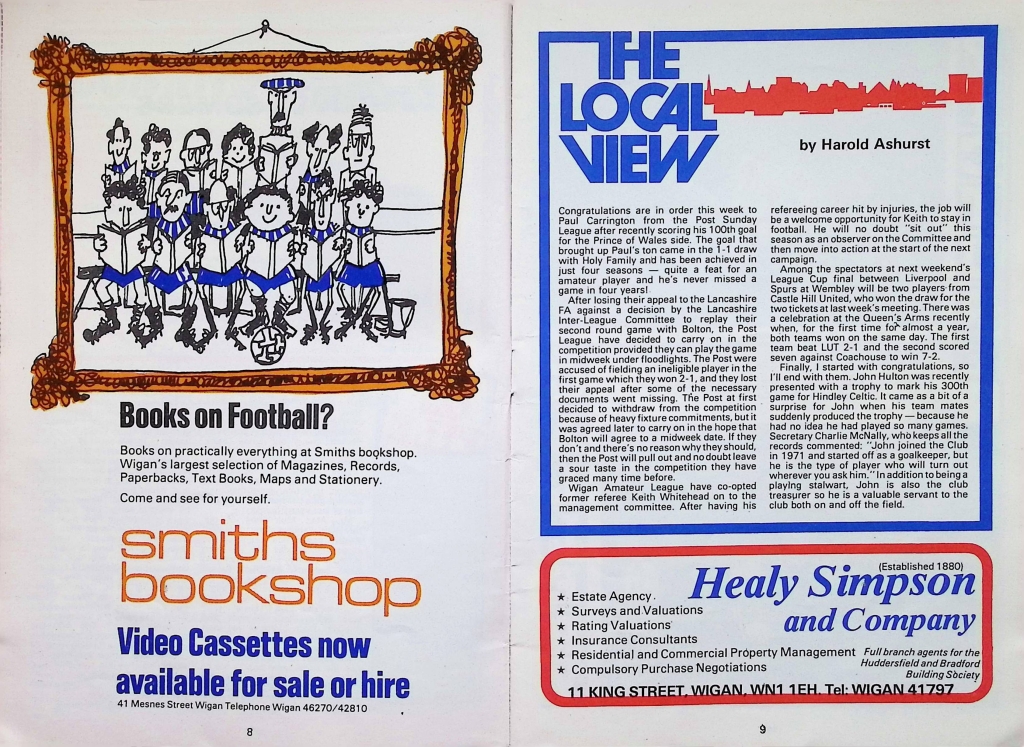 Books on Football?
Books on practically everything at Smiths bookshop.
Wigan's largest selection of Magazines, Records,
Paperbacks, Text Books, Maps and Stationery.
Come and see for yourself.
smiths
bookshop
Video Cassettes now
available for sale or hire
41 Mesnes Street Wigan Telephone Wigan 46270/42810
8
THE
LOCAL
VIEW
by Harold Ashurst
Congratulations are in order this week to
Paul Carrington from the Post Sunday
League after recently scoring his 100th goal
for the Prince of Wales side. The goal that
brought up Paul's ton came in the 1-1 draw
with Holy Family and has been achieved in
just four seasons — quite a feat for an
amateur player and he's never missed a
game in four years!
After losing their appeal to the Lancashire
FA against a decision by the Lancashire
Inter-League Committee to replay their
second round game with Bolton, the Post
League have decided to carry on in the
competition provided they can play the game
in midweek under floodlights. The Post were
accused of fielding an ineligible player in the
first game which they won 2-1, and they lost
their appeal after some of the necessary
documents went missing. The Post at first
decided to withdraw from the competition
because of heavy fixture commitments, but it
was agreed later to carry on in the hope that
Bolton will agree to a midweek date. If they
don't and there's no reason why they should,
then the Post will pull out and no doubt leave
a sour taste in the competition they have
graced many time before.
Wigan Amateur League have co-opted
former referee Keith Whitehead on to the
management committee. After having his
refereeing career hit by injuries, the job will
be a welcome opportunity for Keith to stay in
football. He will no doubt "sit out" this
season as an observer on the Committee and
then move into action at the start of the next
campaign.
Among the spectators at next weekend's
League Cup final between Liverpool and
Spurs at Wembley will be two players from
Castle Hill United, who won the draw for the
two tickets at last week's meeting. There was
a celebration at the Queen's Arms recently
when, for the first time for almost a year,
both teams won on the same day. The first
team beat LUT 2-1 and the second scored
seven against Coachouse to win 7-2.
Finally, I started with congratulations, so
I'll end with them. John Hulton was recently
presented with a trophy to mark his 300th
game for Hindley Celtic. It came as a bit of a
surprise for John when his team mates
suddenly produced the trophy — because he
had no idea he had played so many games.
Secretary Charlie McNally, who keeps all the
records commented: "John joined the Club
in 1971 and started off as a goalkeeper, but
he is the type of player who will turn out
wherever you ask him." In addition to being a
playing stalwart, John is also the club
treasurer so he is a valuable servant to the
club both on and off the field.
(Established 1880)
Healy Simpson
and Company
★ Estate Agency
★ Surveys and Valuations
★ Rating Valuations
★ Insurance Consultants
★ Residential and Commercial Property Management
★ Compulsory Purchase Negotiations
Full branch agents for the
Huddersfield and Bradford
Building Society
11 KING STREET, WIGAN, WN1 1EH. Tel: WIGAN 41797
9